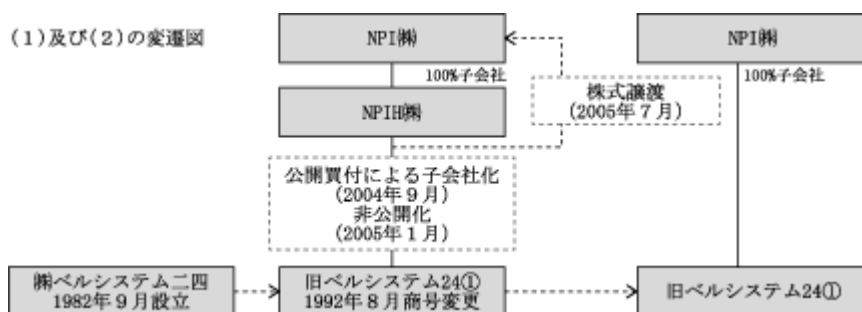 (1)及び(2)の変遷図
NPI㈱
100%子会社
NPIH㈱
株式譲渡
(2005年7月)
公開買付による子会社化
(2004年9月)
非公開化
(2005年1月)
㈱ベルシステム二四
1982年9月設立
旧ベルシステム24①
1992年8月商号変更
NPI㈱
100%子会社
旧ベルシステム24①